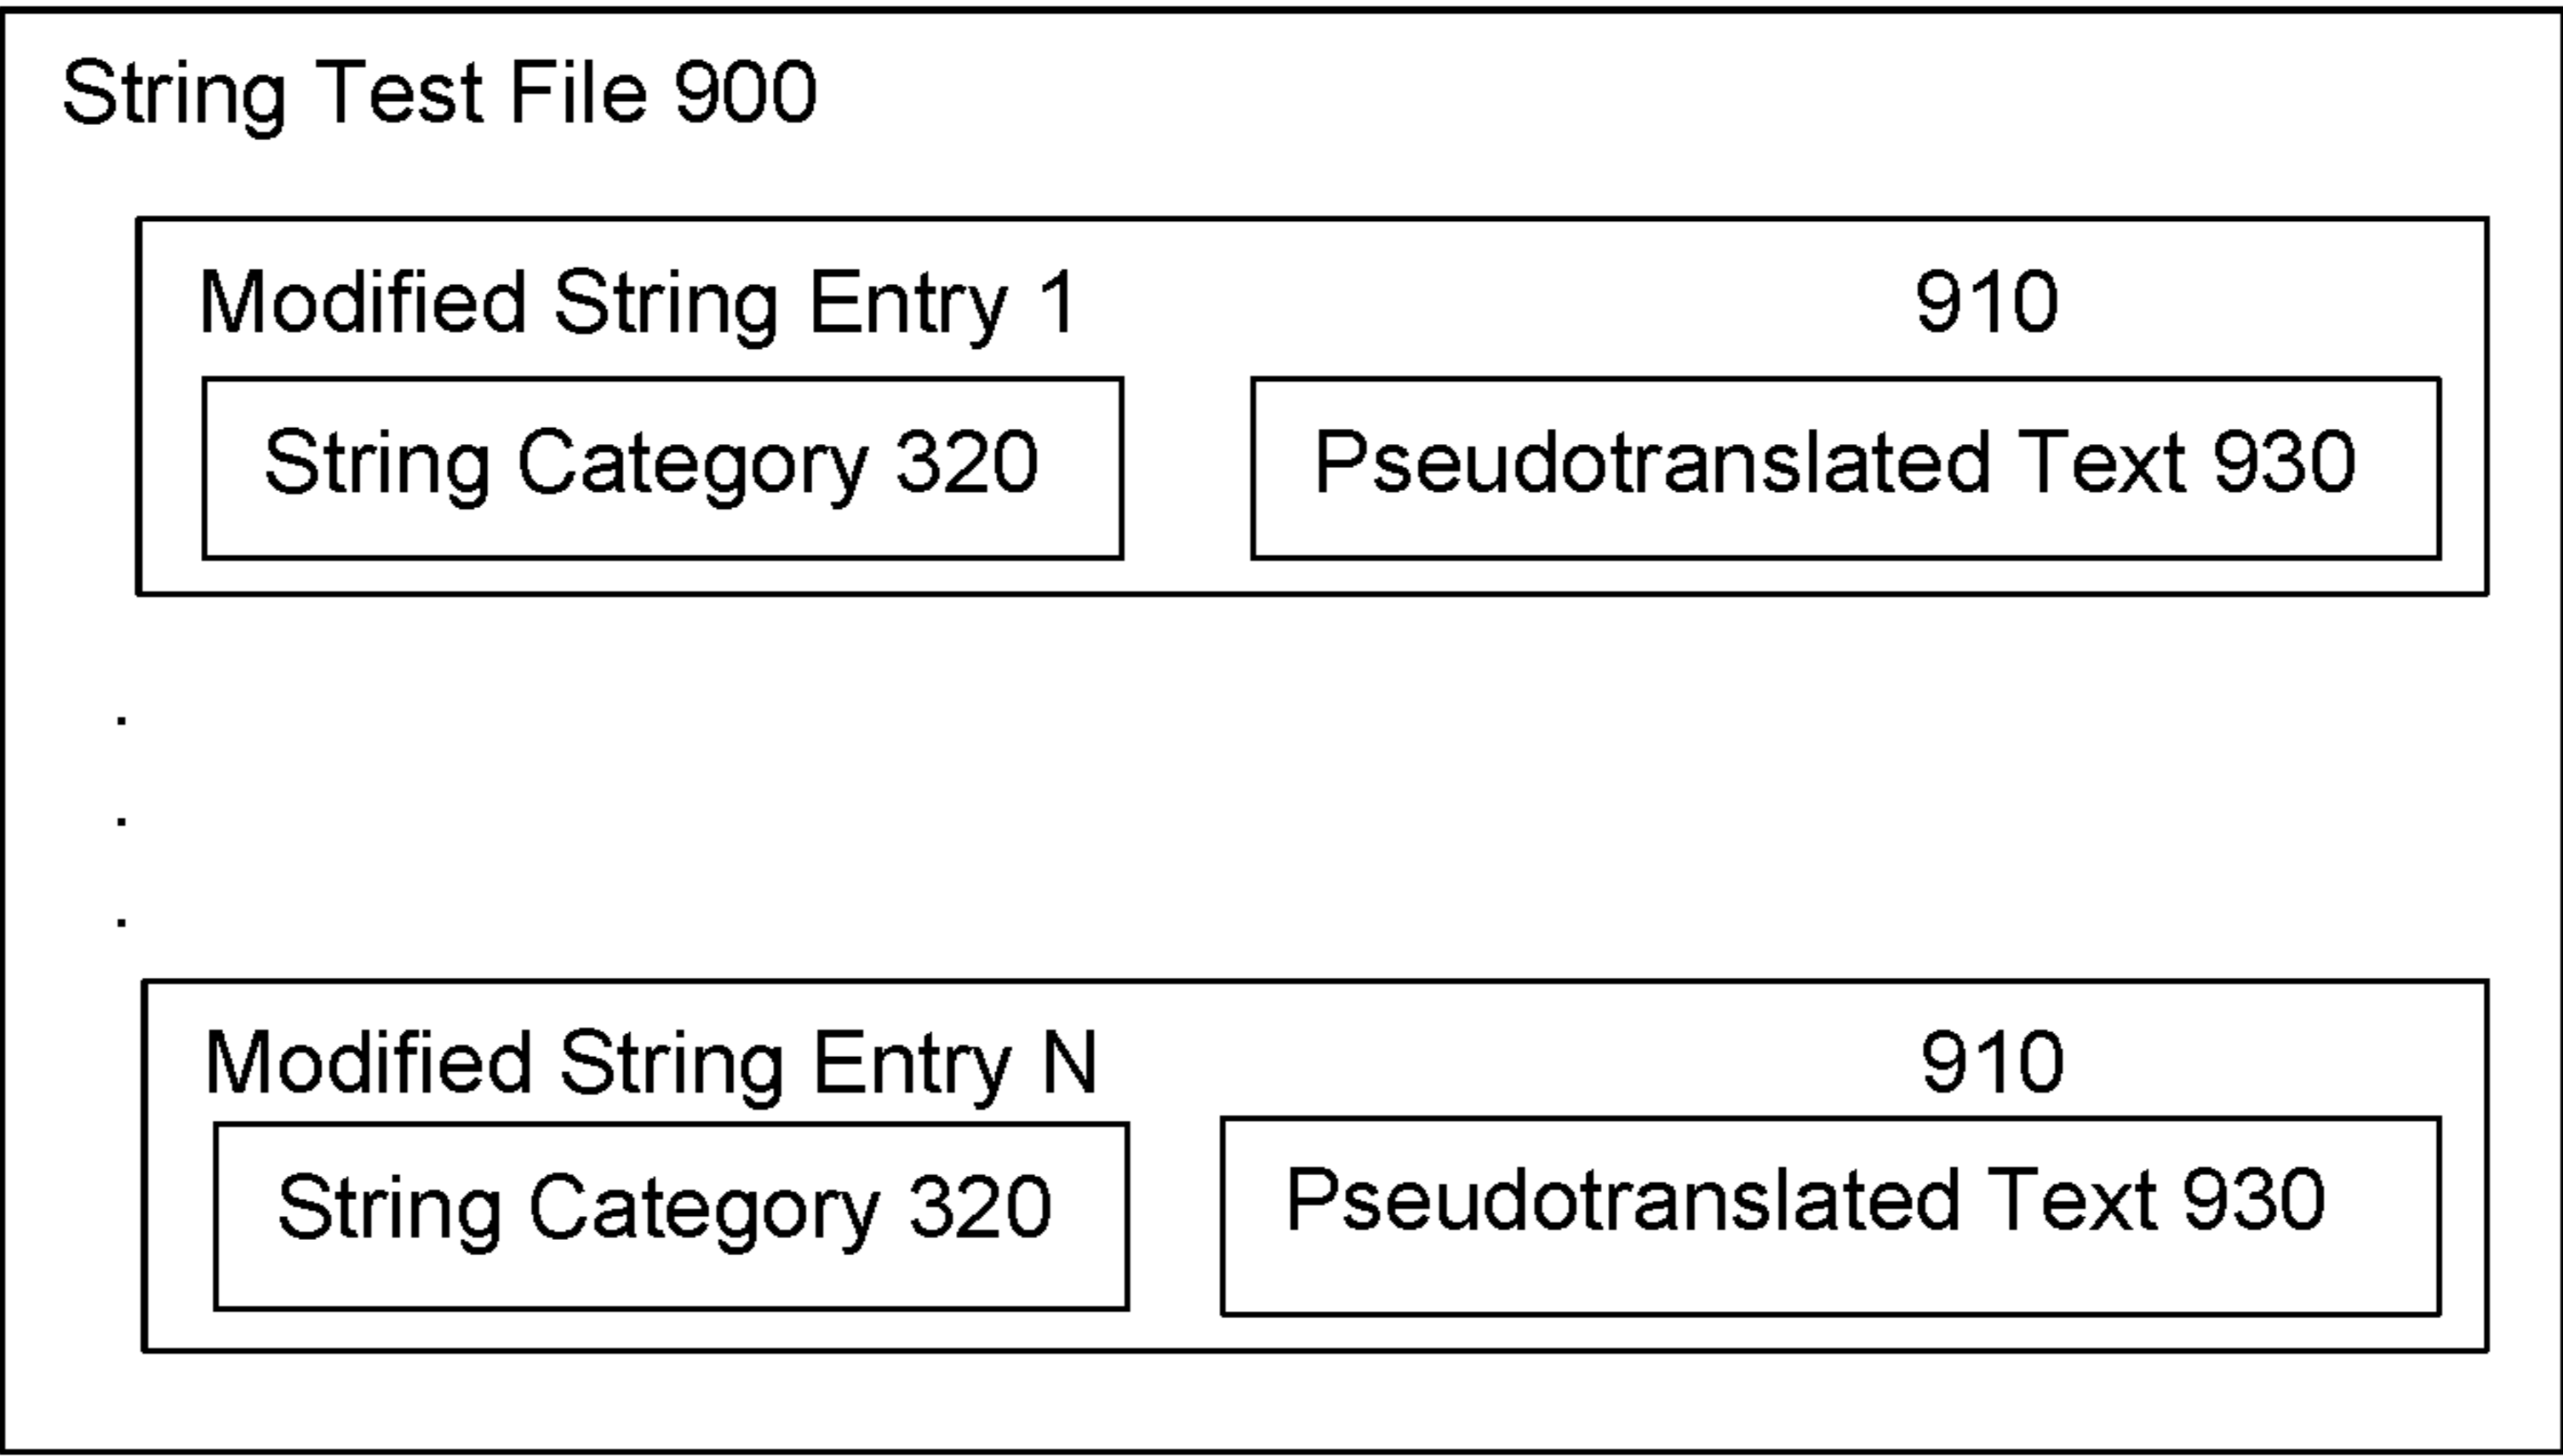 String Test File 900
Modified String Entry 1 910
String Category 320 Pseudotranslated Text 930
.
.
.
Modified String Entry N 910
String Category 320 Pseudotranslated Text 930